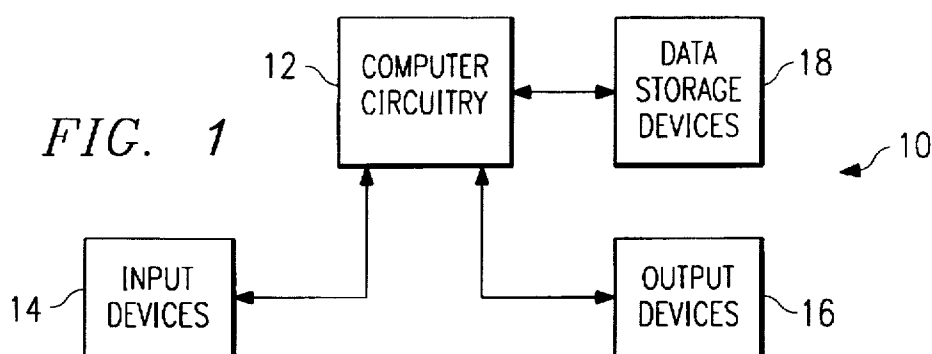 12
COMPUTER
CIRCUITRY
DATA
STORAGE
DEVICES
18
FIG. 1
10
14
INPUT
DEVICES
OUTPUT
DEVICES
16